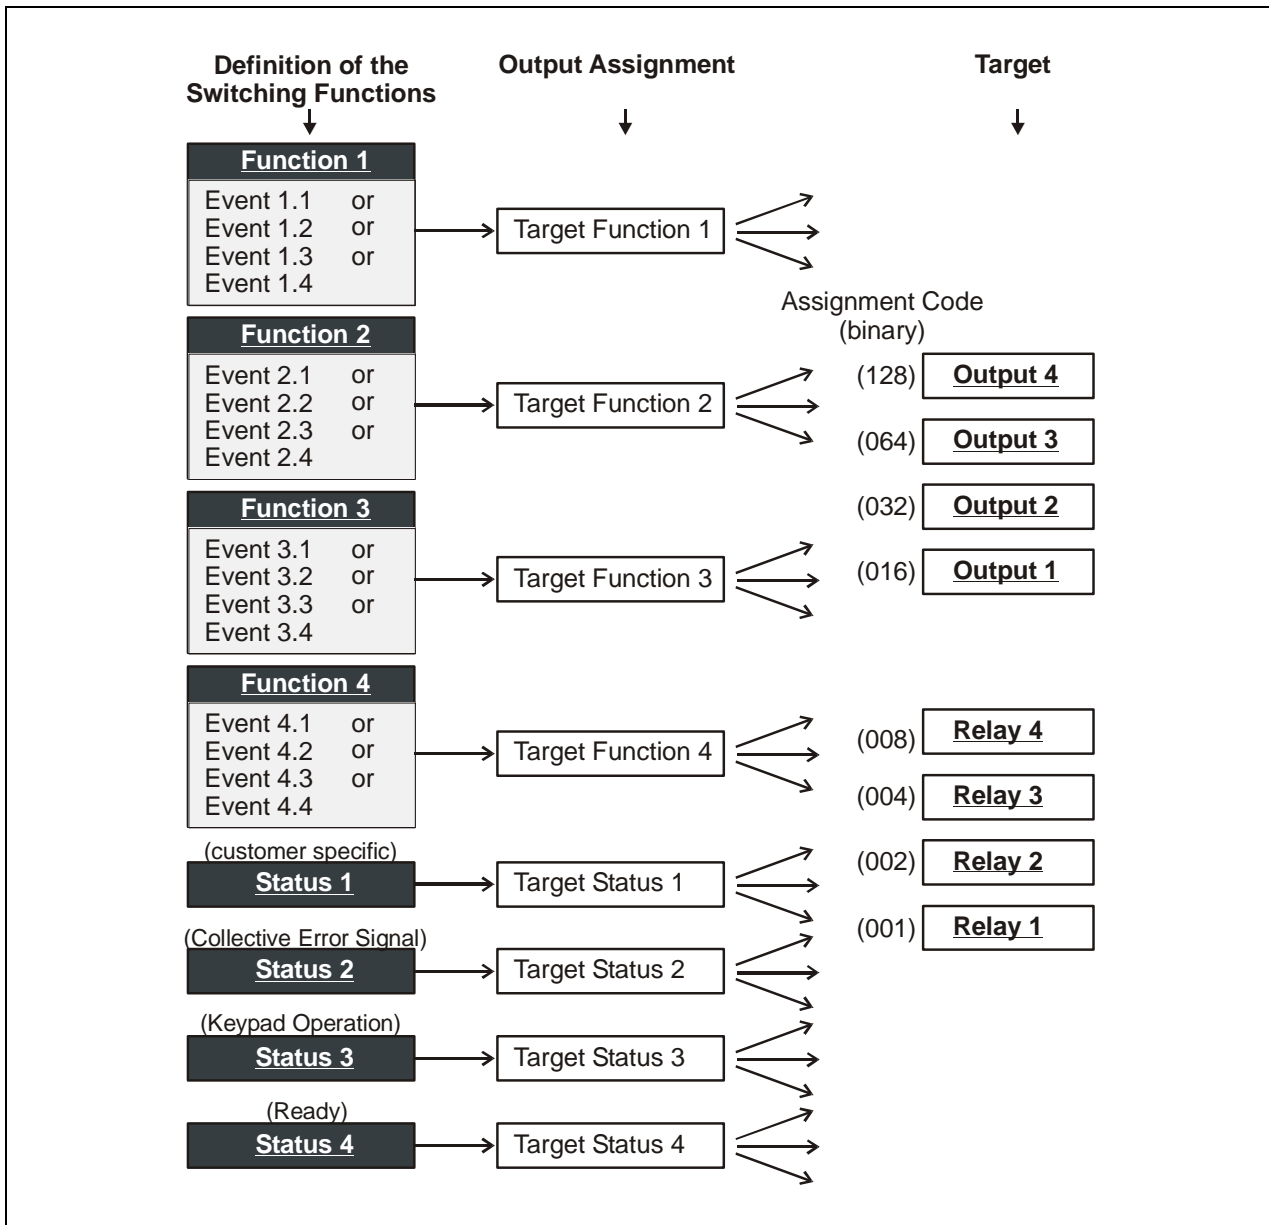 Definition of the
Switching Functions
Output Assignment
Target
Function 1
Event 1.1 or
Event 1.2 or
Event 1.3 or
Event 1.4
Target Function 1
Assignment Code
(binary)
Function 2
Event 2.1 or
Event 2.2 or
Event 2.3 or
Event 2.4
Target Function 2
(128) Output 4
(064) Output 3
(032) Output 2
(016) Output 1
Function 3
Event 3.1 or
Event 3.2 or
Event 3.3 or
Event 3.4
Target Function 3
Function 4
Event 4.1 or
Event 4.2 or
Event 4.3 or
Event 4.4
Target Function 4
(008) Relay 4
(004) Relay 3
(002) Relay 2
(001) Relay 1
(customer specific)
Status 1
Target Status 1
(Collective Error Signal)
Status 2
Target Status 2
(Keypad Operation)
Status 3
Target Status 3
(Ready)
Status 4
Target Status 4